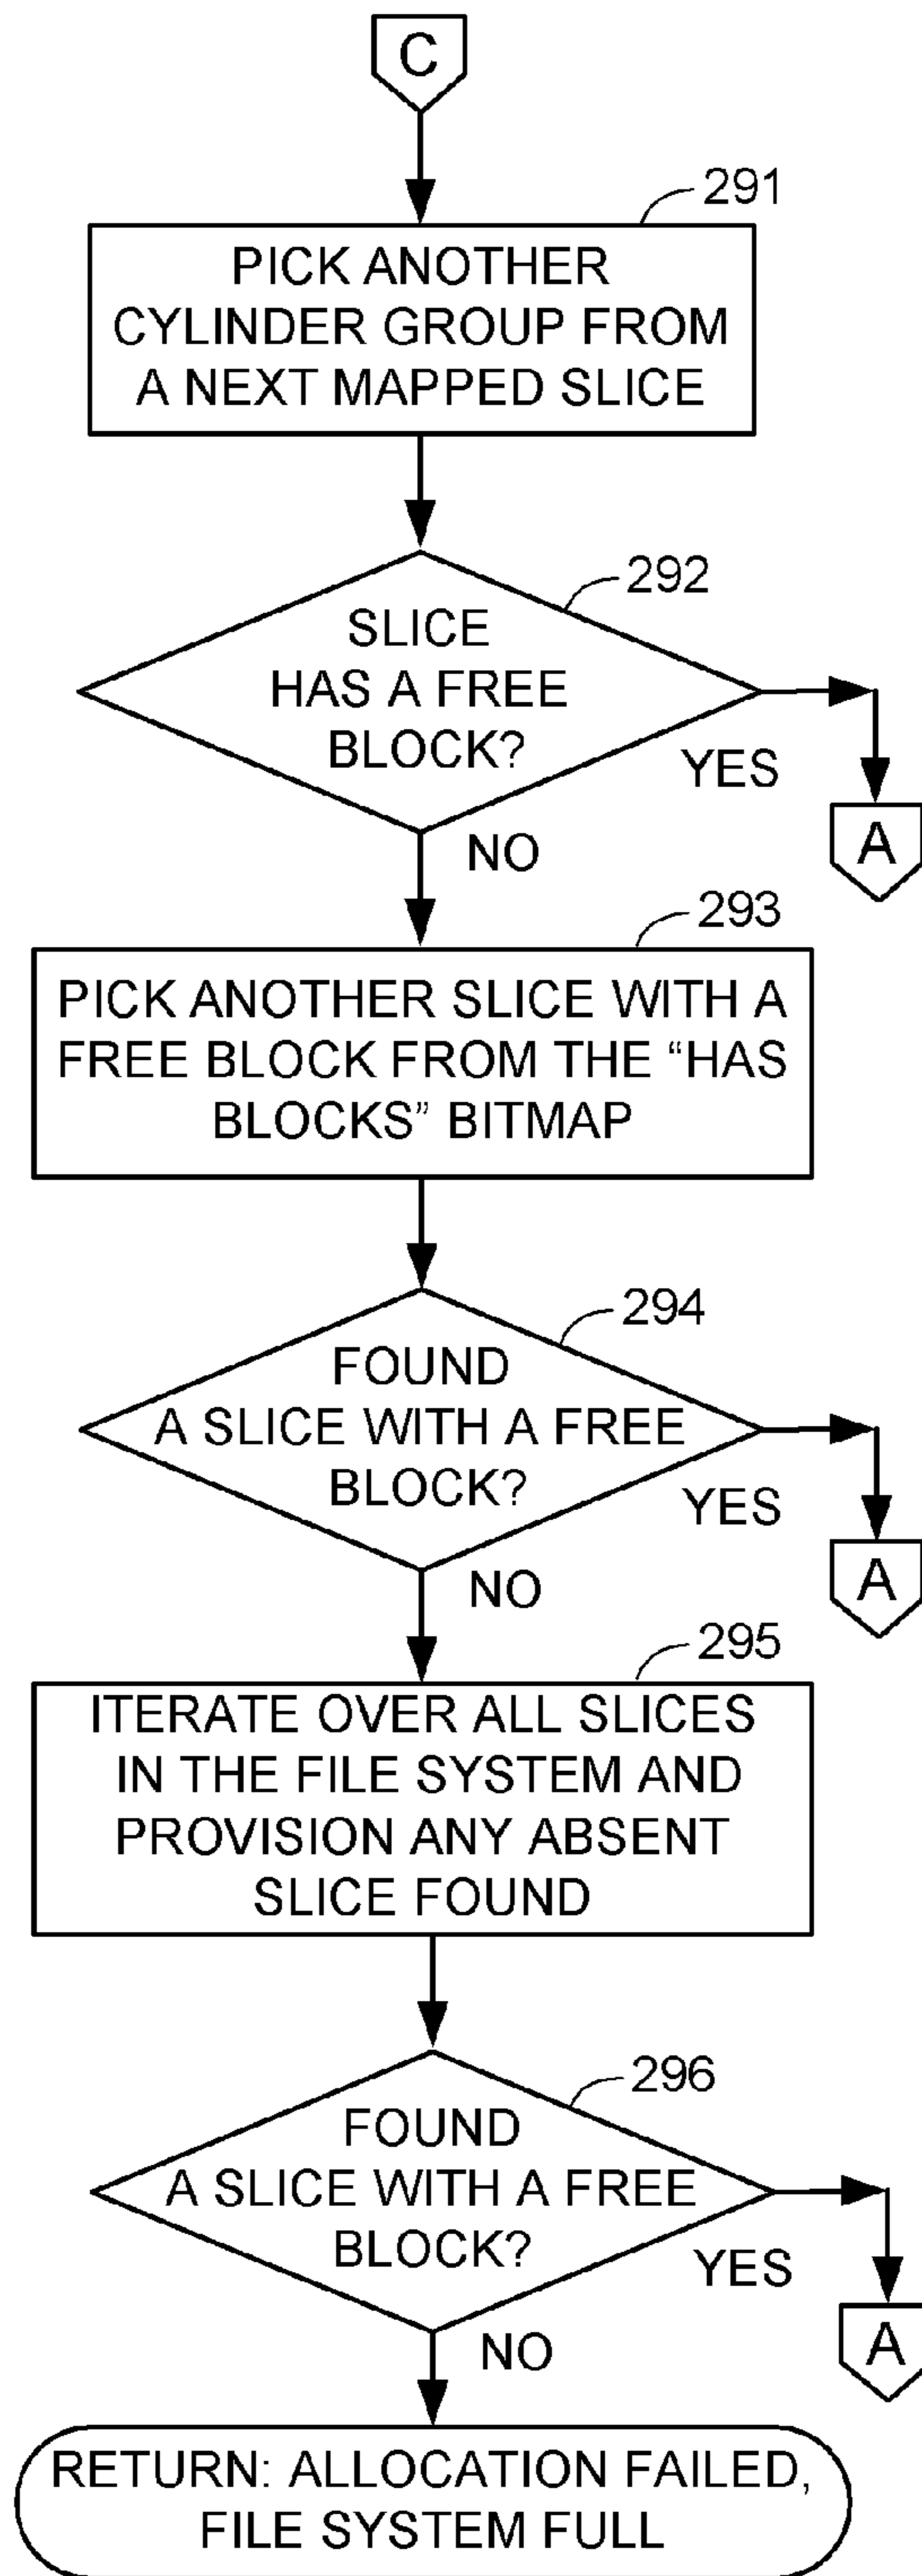 C
291
PICK ANOTHER
CYLINDER GROUP FROM
A NEXT MAPPED SLICE
292
SLICE
HAS A FREE
BLOCK?
YES
A
NO
293
PICK ANOTHER SLICE WITH A
FREE BLOCK FROM THE “HAS
BLOCKS” BITMAP
294
FOUND
A SLICE WITH A FREE
BLOCK?
YES
A
NO
295
ITERATE OVER ALL SLICES
IN THE FILE SYSTEM AND
PROVISION ANY ABSENT
SLICE FOUND
296
FOUND
A SLICE WITH A FREE
BLOCK?
YES
A
NO
RETURN: ALLOCATION FAILED,
FILE SYSTEM FULL